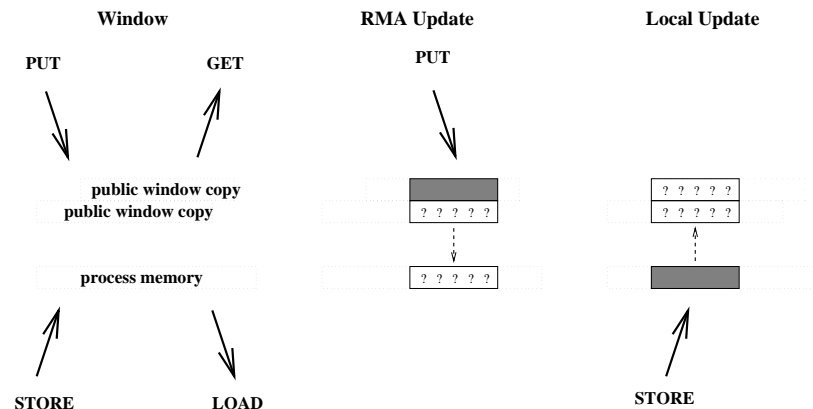 Window RMA Update Local Update
PUT GET PUT
public window copy ? ? ? ? ?
public window copy ? ? ? ? ? ? ? ? ? ?
process memory ? ? ? ? ?
STORE LOAD STORE